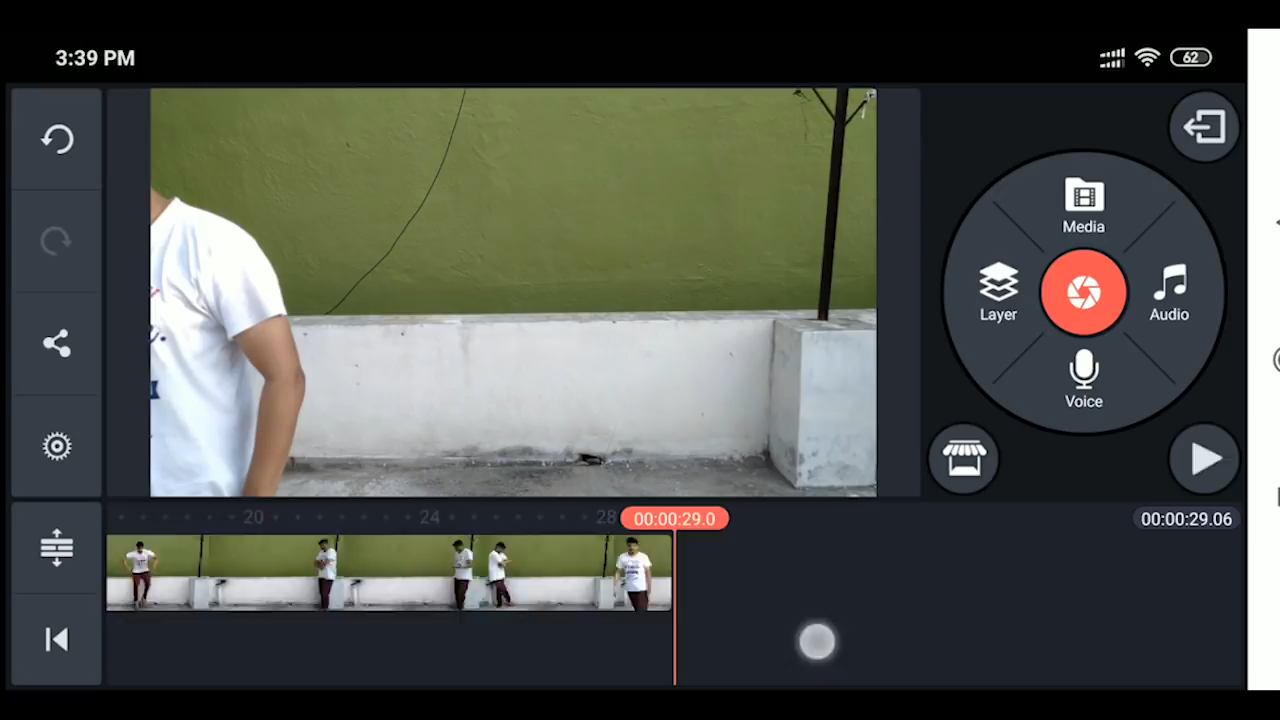 3:39 PM
62
Media
Layer
Audio
Voice
20
24
28
00:00:29.0
00:00:29.06